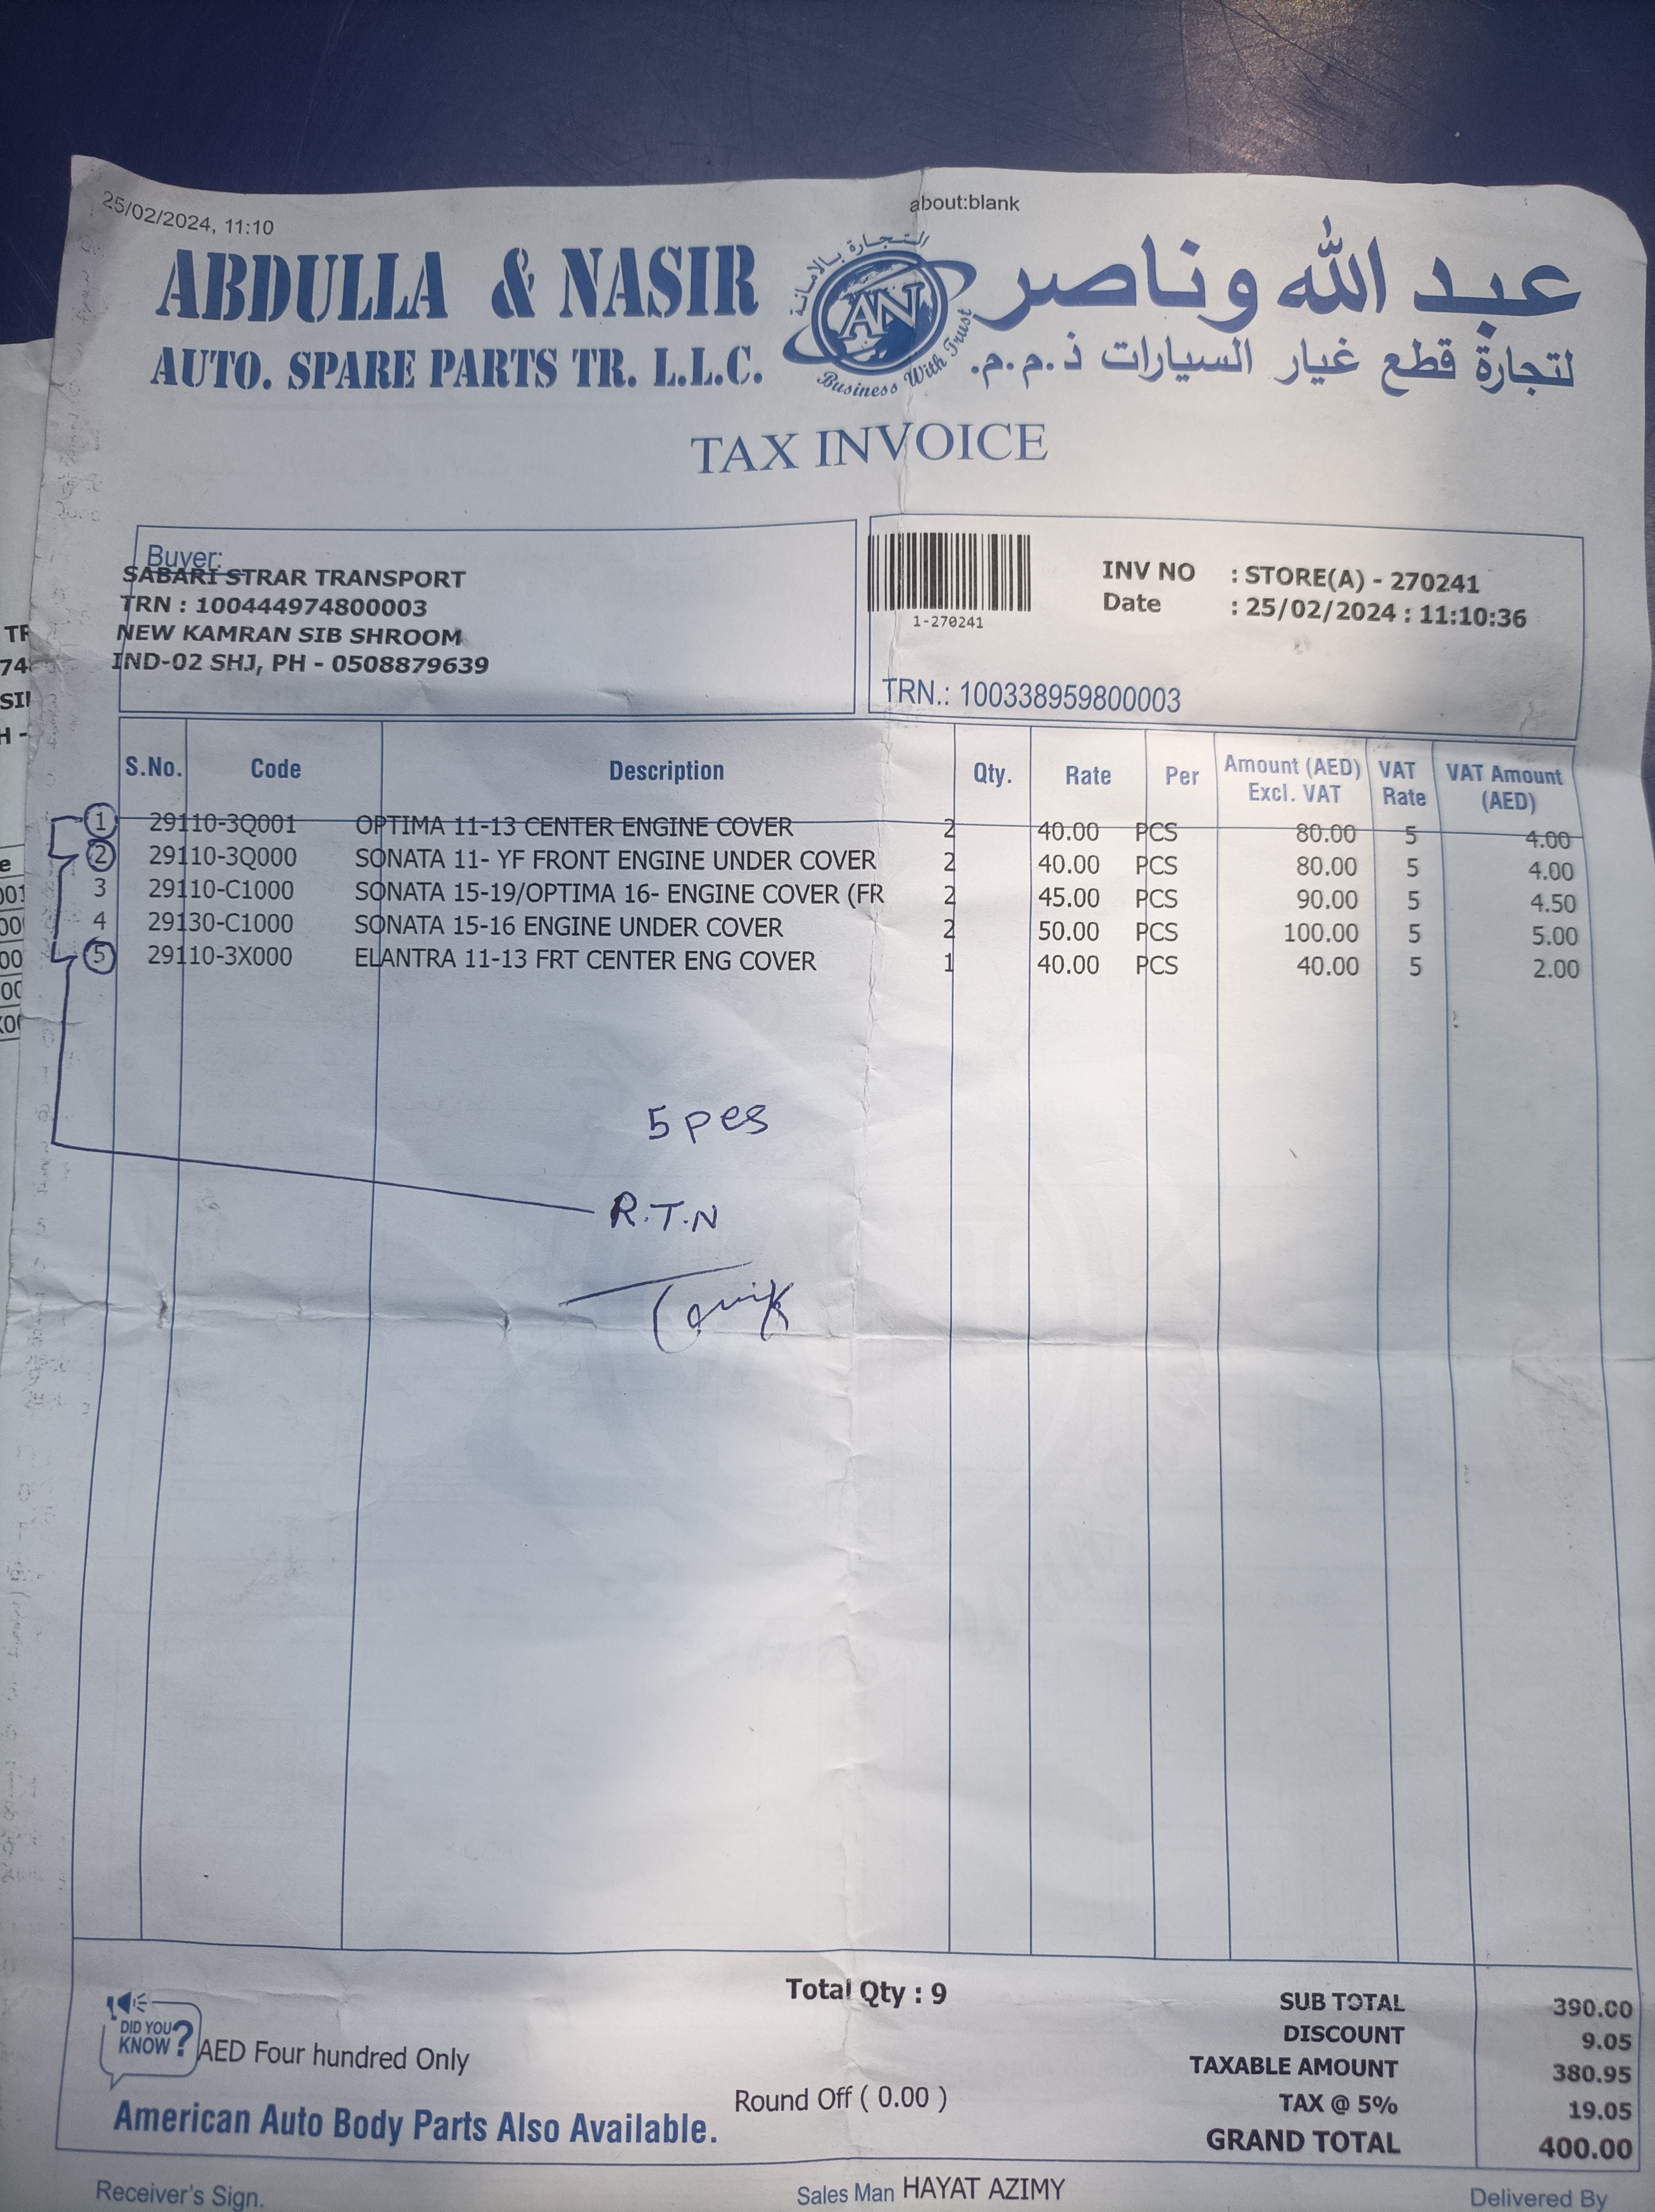 25/02/2024, 11:10
about:blank
ABDULLA & NASIR
AUTO. SPARE PARTS TR. L.L.C.
التجارة بالامانة
AN
Business With Trust
عبد الله وناصر
لتجارة قطع غيار السيارات ذ.م.م.
TAX INVOICE
Buyer:
SABARI STRAR TRANSPORT
TRN : 100444974800003
NEW KAMRAN SIB SHROOM
IND-02 SHJ, PH - 0508879639
1-270241
INV NO : STORE(A) - 270241
Date : 25/02/2024 : 11:10:36
TRN.: 100338959800003
S.No. Code Description Qty. Rate Per Amount (AED) Excl. VAT VAT Rate VAT Amount (AED)
1 29110-3Q001 OPTIMA 11-13 CENTER ENGINE COVER 2 40.00 PCS 80.00 5 4.00
2 29110-3Q000 SONATA 11- YF FRONT ENGINE UNDER COVER 2 40.00 PCS 80.00 5 4.00
3 29110-C1000 SONATA 15-19/OPTIMA 16- ENGINE COVER (FR 2 45.00 PCS 90.00 5 4.50
4 29130-C1000 SONATA 15-16 ENGINE UNDER COVER 2 50.00 PCS 100.00 5 5.00
5 29110-3X000 ELANTRA 11-13 FRT CENTER ENG COVER 1 40.00 PCS 40.00 5 2.00
5 pes
R.T.N
Total Qty : 9
SUB TOTAL 390.00
DISCOUNT 9.05
TAXABLE AMOUNT 380.95
TAX @ 5% 19.05
GRAND TOTAL 400.00
DID YOU KNOW ?
AED Four hundred Only
Round Off ( 0.00 )
American Auto Body Parts Also Available.
Receiver's Sign.
Sales Man HAYAT AZIMY
Delivered By